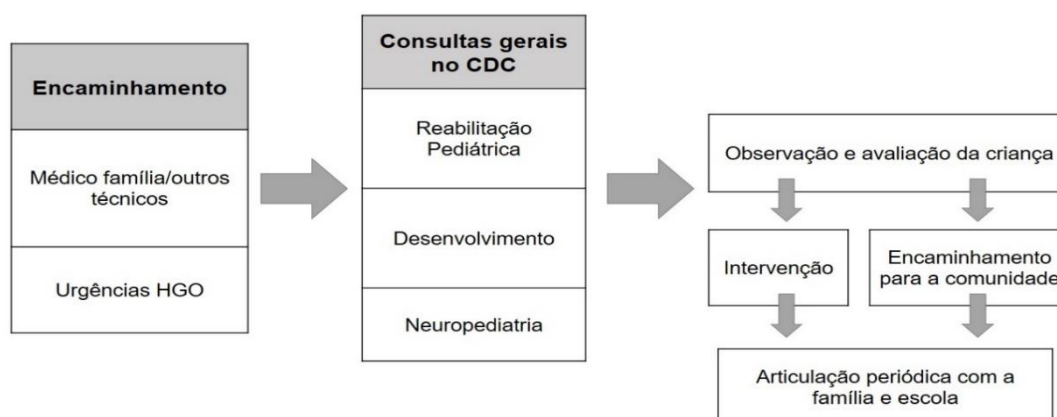 Encaminhamento
Médico família/outros
técnicos
Urgências HGO
Consultas gerais
no CDC
Reabilitação
Pediátrica
Desenvolvimento
Neuropediatria
Observação e avaliação da criança
Intervenção
Encaminhamento
para a comunidade
Articulação periódica com a
família e escola